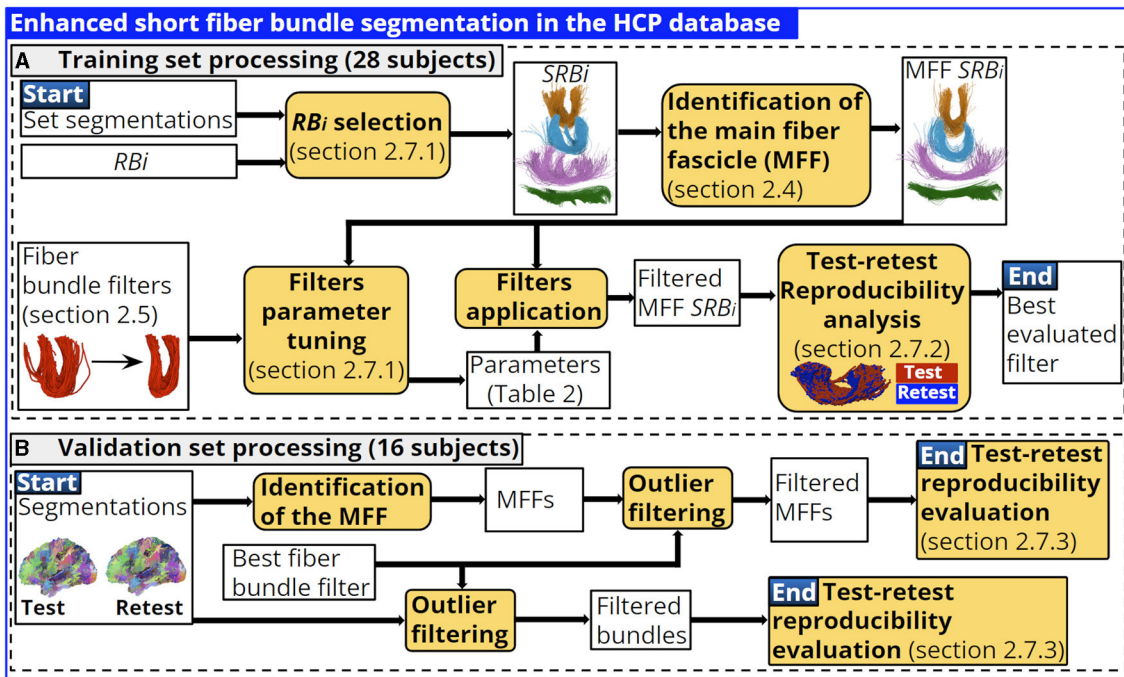 Enhanced short fiber bundle segmentation in the HCP database
A Training set processing (28 subjects)
Start
Set segmentations
RBi
RBi selection
(section 2.7.1)
SRBi
Identification of
the main fiber
fascicle (MFF)
(section 2.4)
MFF SRBi
Fiber
bundle filters
(section 2.5)
Filters
parameter
tuning
(section 2.7.1)
Filters
application
Parameters
(Table 2)
Filtered
MFF SRBi
Test-retest
Reproducibility
analysis
(section 2.7.2)
Test
Retest
End
Best
evaluated
filter
B Validation set processing (16 subjects)
Start
Segmentations
Test Retest
Identification
of the MFF
MFFs
Outlier
filtering
Filtered
MFFs
End Test-retest
reproducibility
evaluation
(section 2.7.3)
Best fiber
bundle filter
Outlier
filtering
Filtered
bundles
End Test-retest
reproducibility
evaluation (section 2.7.3)